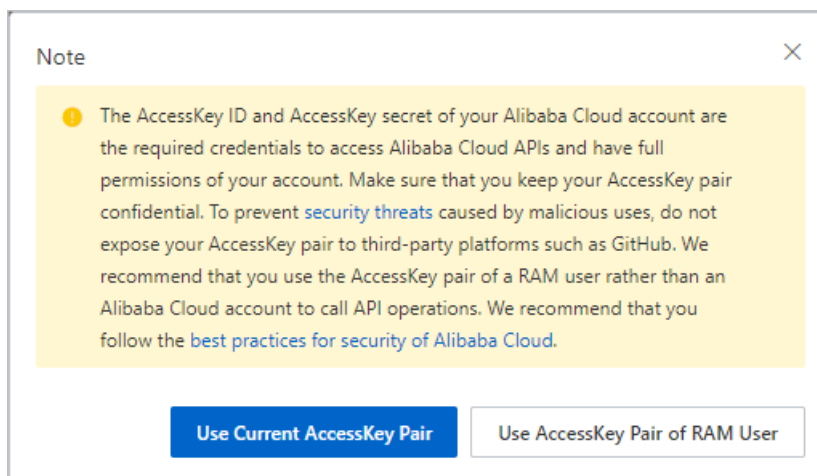 Note
The AccessKey ID and AccessKey secret of your Alibaba Cloud account are
the required credentials to access Alibaba Cloud APIs and have full
permissions of your account. Make sure that you keep your AccessKey pair
confidential. To prevent security threats caused by malicious uses, do not
expose your AccessKey pair to third-party platforms such as GitHub. We
recommend that you use the AccessKey pair of a RAM user rather than an
Alibaba Cloud account to call API operations. We recommend that you
follow the best practices for security of Alibaba Cloud.
Use Current AccessKey Pair
Use AccessKey Pair of RAM User